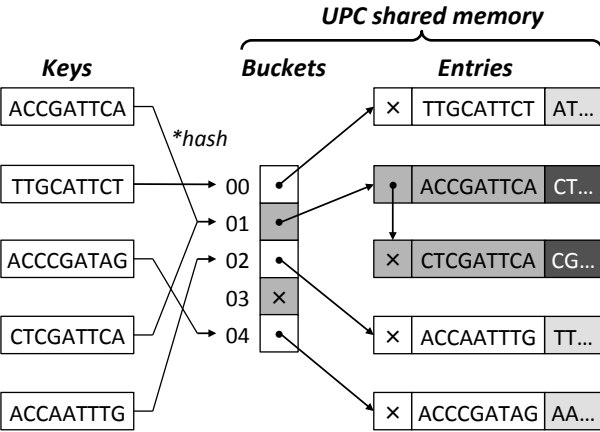 UPC shared memory
Keys Buckets Entries
ACCGATTCA × TTGCATTCT AT...
*hash
TTGCATTCT 00 ACCGATTCA CT...
01
ACCCGATAG 02 × CTCGATTCA CG...
03 ×
CTCGATTCA 04 × ACCAATTTG TT...
ACCAATTTG × ACCCGATAG AA...